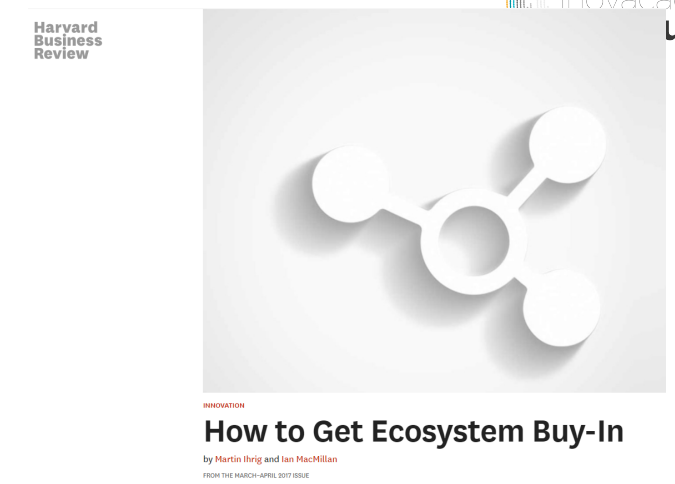 Harvard
Business
Review
INNOVATION
How to Get Ecosystem Buy-In
by Martin Ihrig and Ian MacMillan
FROM THE MARCH–APRIL 2017 ISSUE